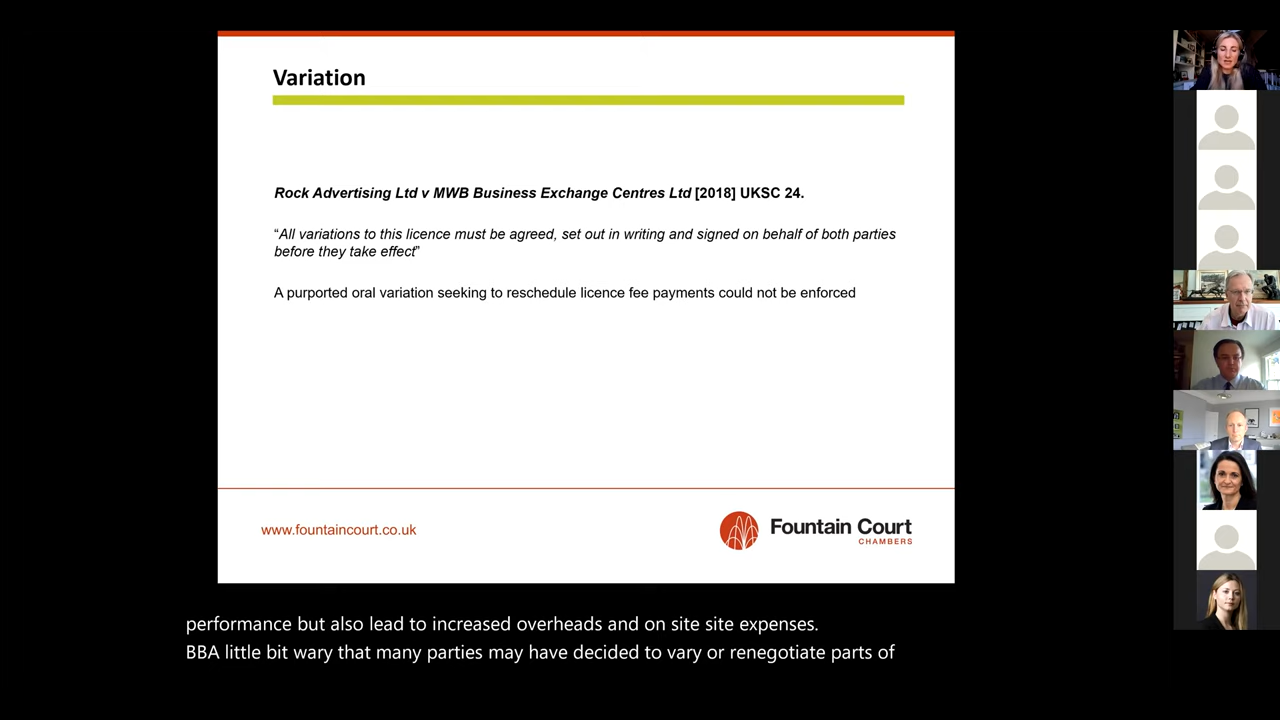 Variation
Rock Advertising Ltd v MWB Business Exchange Centres Ltd [2018] UKSC 24.
“All variations to this licence must be agreed, set out in writing and signed on behalf of both parties
before they take effect”
A purported oral variation seeking to reschedule licence fee payments could not be enforced
www.fountaincourt.co.uk
Fountain Court
CHAMBERS
performance but also lead to increased overheads and on site site expenses.
BBA little bit wary that many parties may have decided to vary or renegotiate parts of